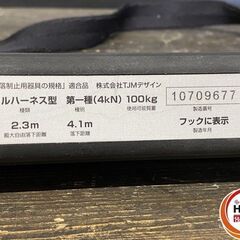 落制止用器具の規格」適合品 株式会社TJMデザイン
ルハーネス型 第一種(4kN) 100kg
種類 種別 使用可能質量
10709677
製造番号
2.3m 4.1m
最大自由落下距離 落下距離
フックに表示
製造年月